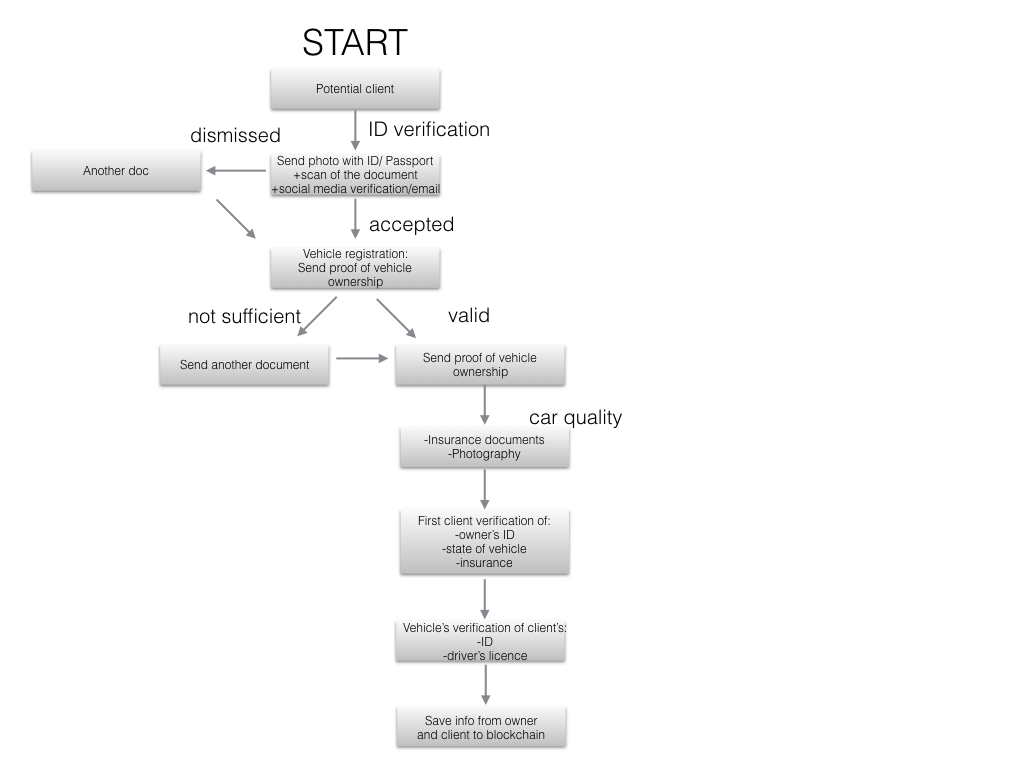 START
Potential client
ID verification
dismissed
Another doc
Send photo with ID/ Passport
+scan of the document
+social media verification/email
accepted
Vehicle registration:
Send proof of vehicle
ownership
not sufficient
valid
Send another document
Send proof of vehicle
ownership
car quality
-Insurance documents
-Photography
First client verification of:
-owner's ID
-state of vehicle
-insurance
Vehicle's verification of client's:
-ID
-driver's licence
Save info from owner
and client to blockchain